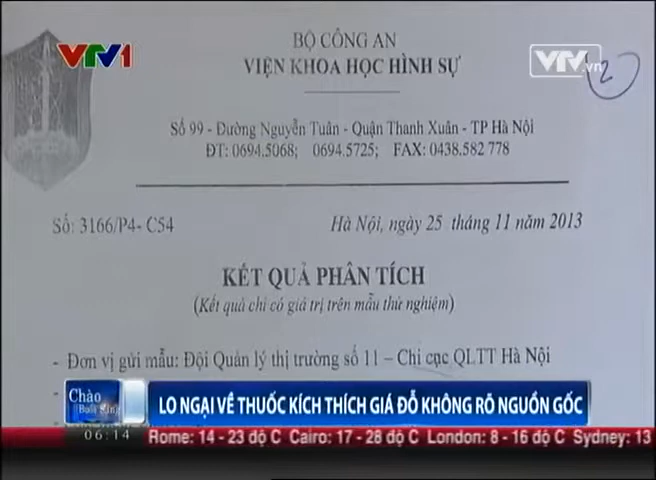 VTV1
VTV.vn
2
BỘ CÔNG AN
VIỆN KHOA HỌC HÌNH SỰ
Số 99 - Đường Nguyễn Tuân - Quận Thanh Xuân - TP Hà Nội
ĐT: 0694.5068; 0694.5725; FAX: 0438.582 778
Số: 3166/P4- C54
Hà Nội, ngày 25 tháng 11 năm 2013
KẾT QUẢ PHÂN TÍCH
(Kết quả chỉ có giá trị trên mẫu thử nghiệm)
- Đơn vị gửi mẫu: Đội Quản lý thị trường số 11 – Chi cục QLTT Hà Nội
Chào
Buổi Sáng
LO NGẠI VỀ THUỐC KÍCH THÍCH GIÁ ĐỖ KHÔNG RÕ NGUỒN GỐC
06:14
Rome: 14 - 23 độ C Cairo: 17 - 28 độ C London: 8 - 16 độ C Sydney: 13